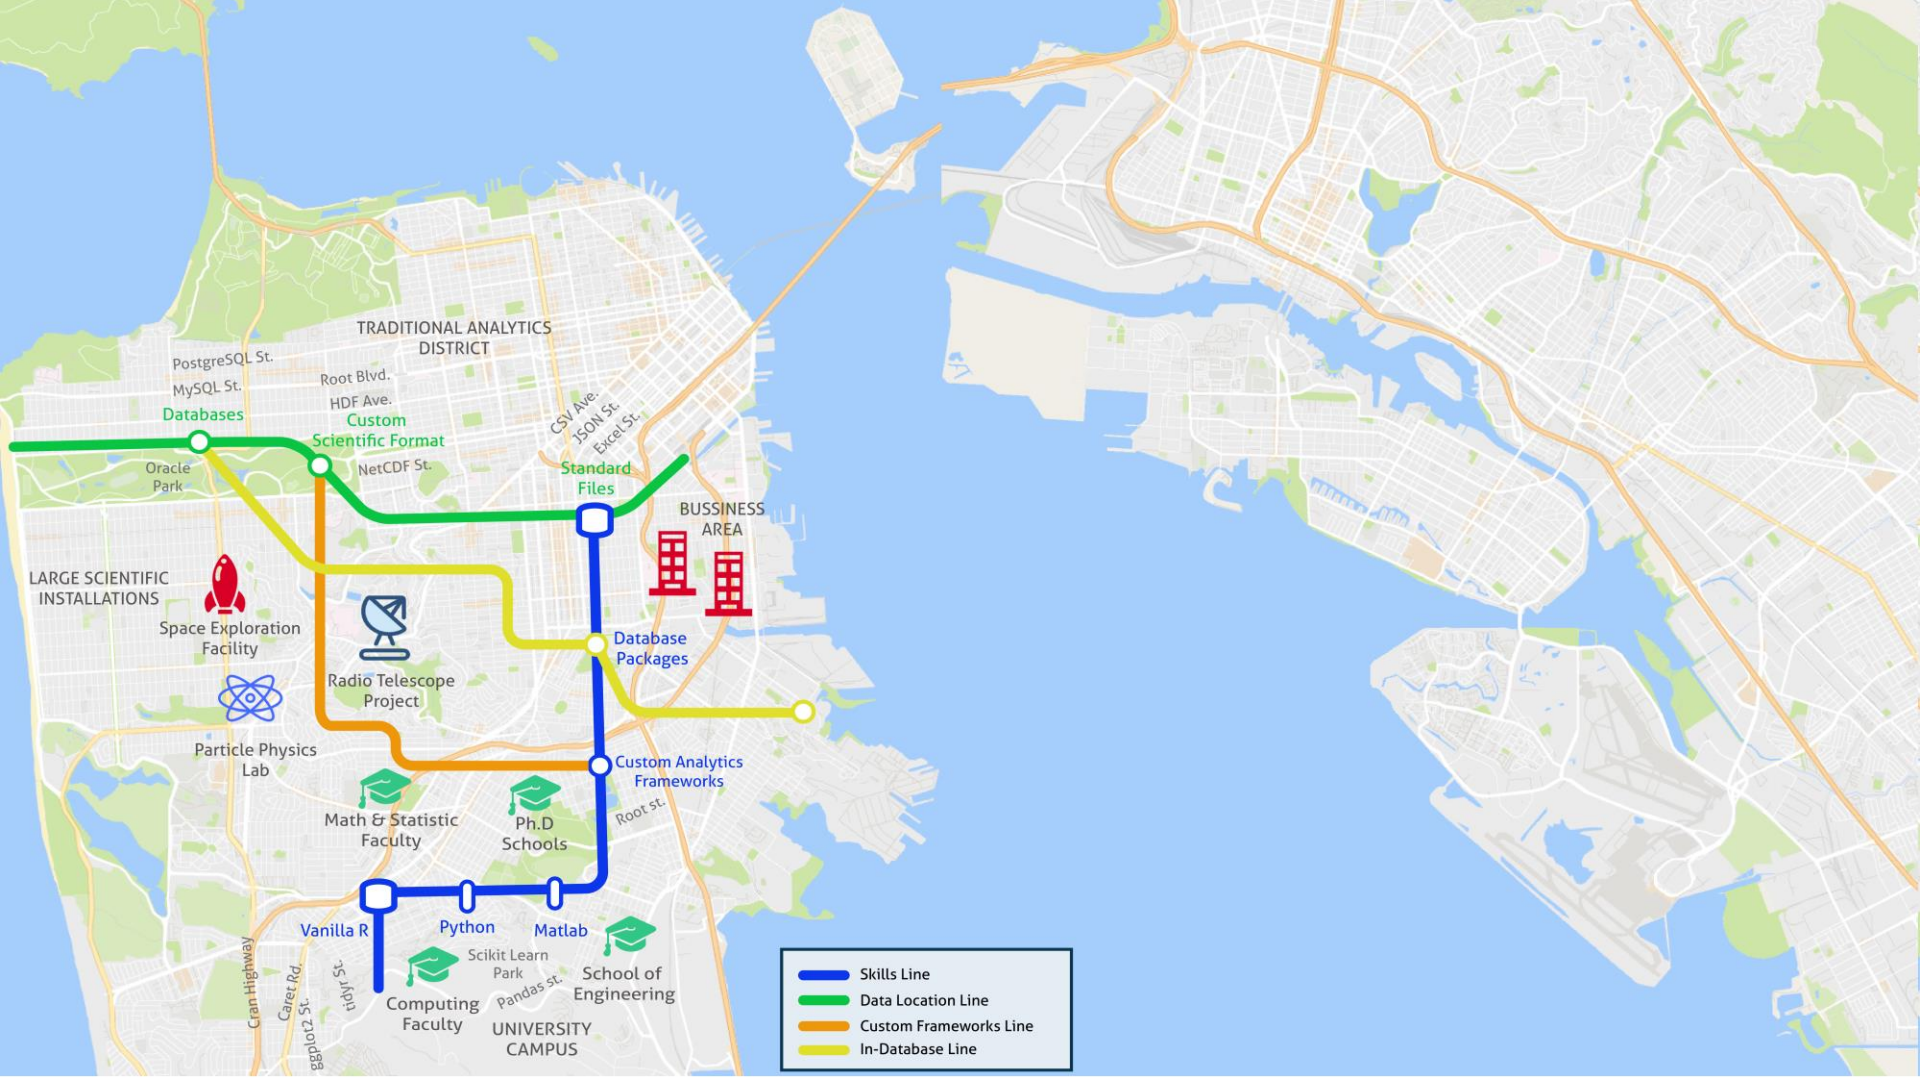 TRADITIONAL ANALYTICS
DISTRICT
PostgreSQL St.
MySQL St.
Root Blvd.
HDF Ave.
Databases
Custom
Scientific Format
CSV Ave.
JSON St.
Excel St.
Oracle
Park
NetCDF St.
Standard
Files
BUSSINESS
AREA
LARGE SCIENTIFIC
INSTALLATIONS
Space Exploration
Facility
Radio Telescope
Project
Database
Packages
Particle Physics
Lab
Custom Analytics
Frameworks
Root st.
Math & Statistic
Faculty
Ph.D
Schools
Vanilla R
Python
Matlab
Scikit Learn
Park
Pandas st.
School of
Engineering
Cran Highway
Caret Rd.
ggplot2 St.
tidyr St.
Computing
Faculty
UNIVERSITY
CAMPUS
Skills Line
Data Location Line
Custom Frameworks Line
In-Database Line